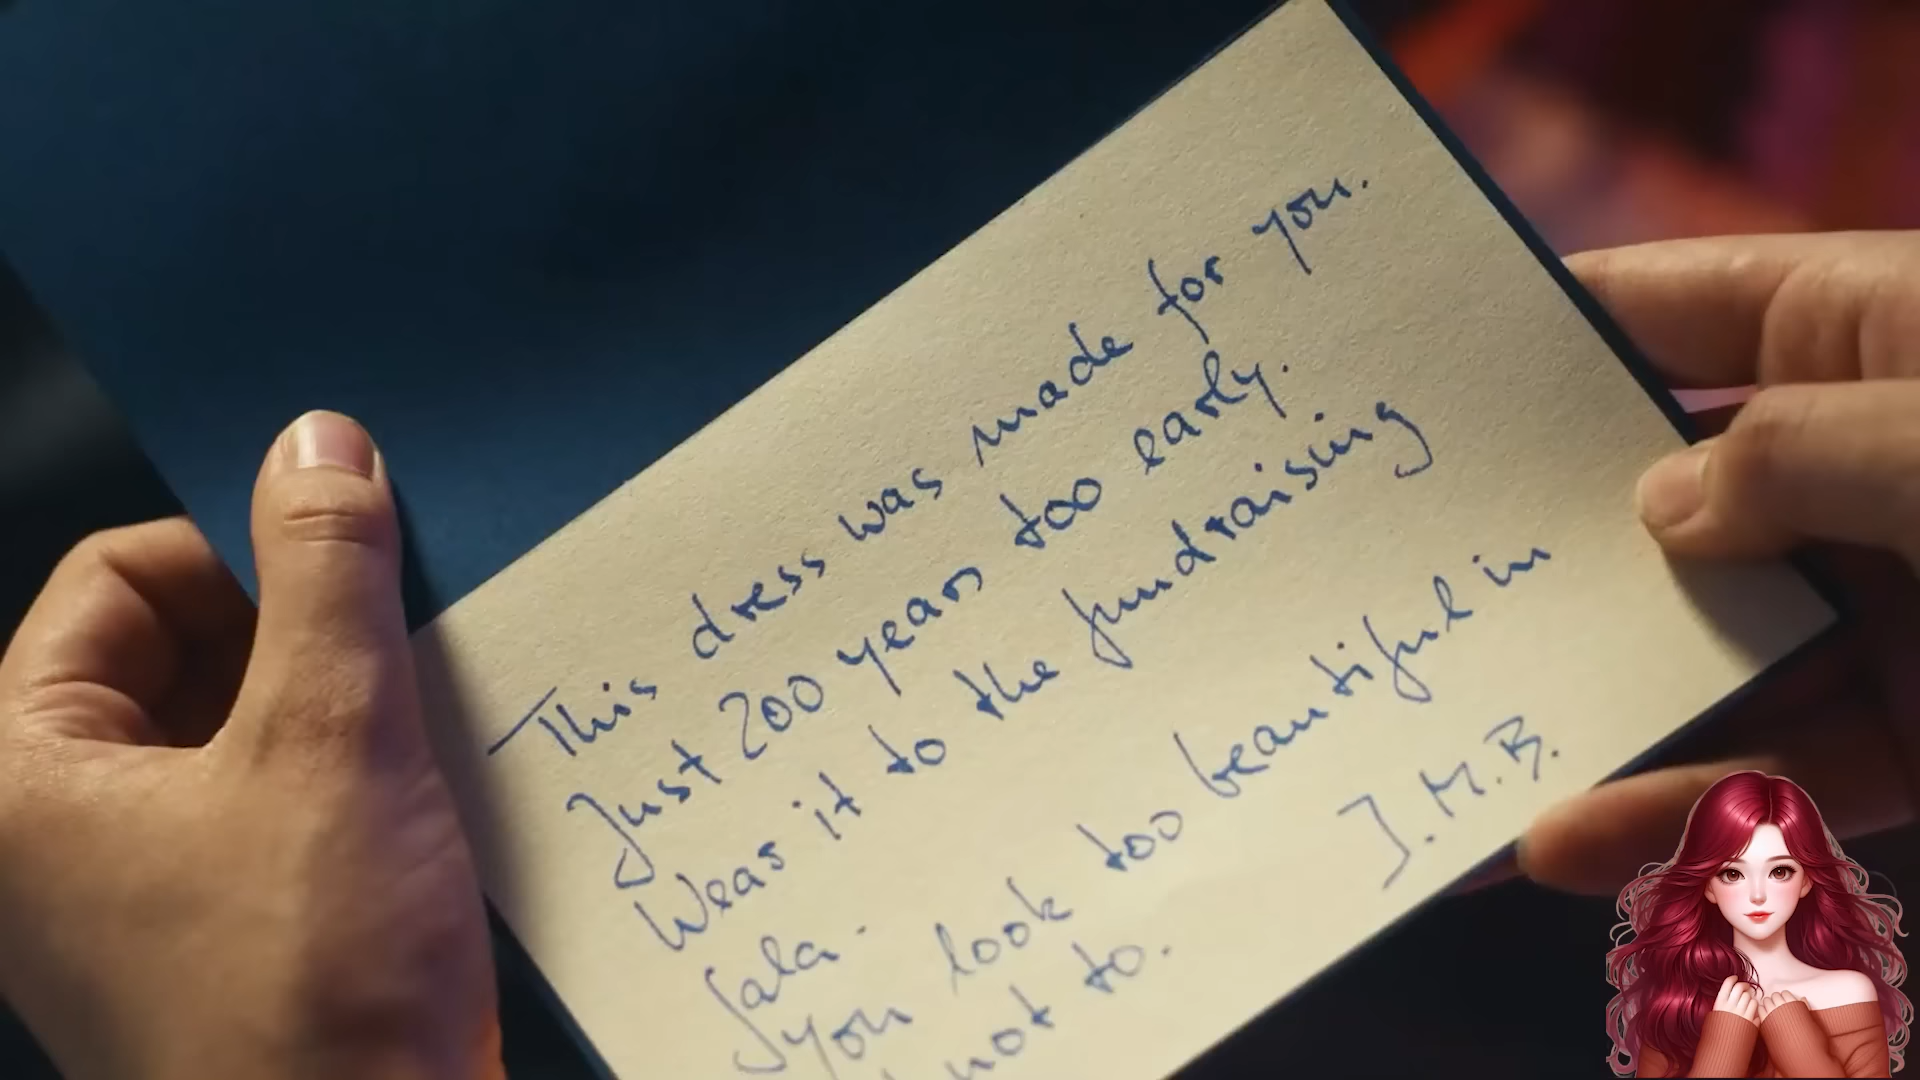 This dress was made for you.
Just 200 years too early.
Wear it to the fundraising
Gala.
You look too beautiful in
not to.
J.M.B.